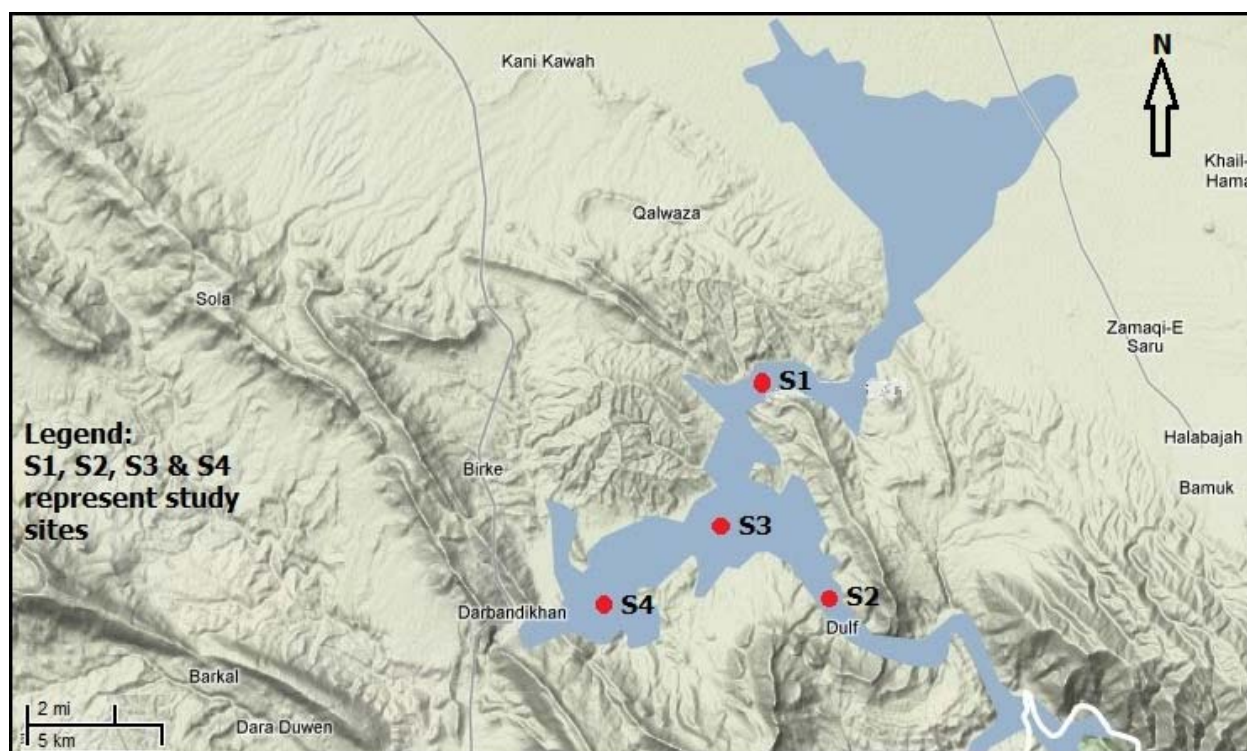 N
Kani Kawah
Khail-
Hama
Qalwaza
Sola
Zamaqi-E
Saru
S1
Legend:
S1, S2, S3 & S4
represent study
sites
Halabajah
Birke
Bamuk
S3
S4
S2
Darbandikhan
Dulf
Barkal
2 mi
Dara Duwen
5 km